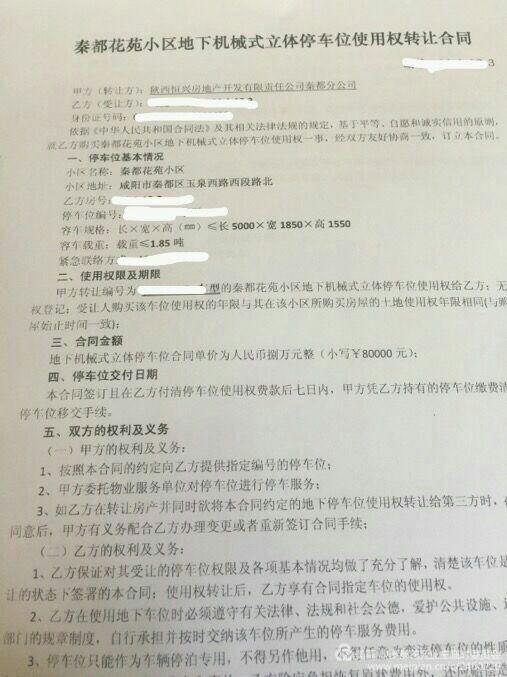 秦都花苑小区地下机械式立体停车位使用权转让合同
3
甲方（转让方）：陕西恒兴房地产开发有限责任公司秦都分公司
乙方（受让方）：
身份证号码：
依据《中华人民共和国合同法》及其相关法律法规的规定，基于平等、自愿和诚实信用的原则，
就乙方购买秦都花苑小区地下机械式立体停车位使用权一事，经双方友好协商一致，订立本合同。
一、停车位基本情况
小区名称：秦都花苑小区
小区地址：咸阳市秦都区玉泉西路西段路北
乙方房号：
停车位编号：
容车规格：长×宽×高（㎜）≤长 5000×宽 1850×高 1550
容车载重：载重≤1.85 吨
紧急联络方
二、使用权限及期限
甲方转让编号为 型的秦都花苑小区地下机械式立体停车位使用权给乙方；无
权登记；受让人购买该车位使用权的年限与其在该小区所购买房屋的土地使用权年限相同(与
屋始止时间一致)；
三、合同金额
地下机械式立体停车位合同单价为人民币捌万元整（小写￥80000 元）；
四、停车位交付日期
本合同签订且在乙方付清停车位使用权费款后七日内，甲方凭乙方持有的停车位缴费
停车位移交手续。
五、双方的权利及义务：
（一）甲方的权利及义务：
1、按照本合同的约定向乙方提供指定编号的停车位；
2、甲方委托物业服务单位对停车位进行停车服务；
3、如乙方在转让房产并同时欲将本合同约定的地下停车位使用权转让给第三方时，
同意后，甲方有义务配合乙方办理变更或者重新签订合同手续；
（二）乙方的权利及义务：
1、乙方保证对其受让的停车位权限及各项基本情况均做了充分了解，清楚该车位是
让的状态下签署的本合同；使用权转让后，乙方享有合同指定车位的使用权。
2、乙方在使用地下车位时必须遵守有关法律、法规和社会公德，爱护公共设施、
部门的规章制度，自行承担并按时交纳该车位所产生的停车服务费用。
3、停车位只能作为车辆停泊专用，不得另作他用，不得任意改变该停车位的性质